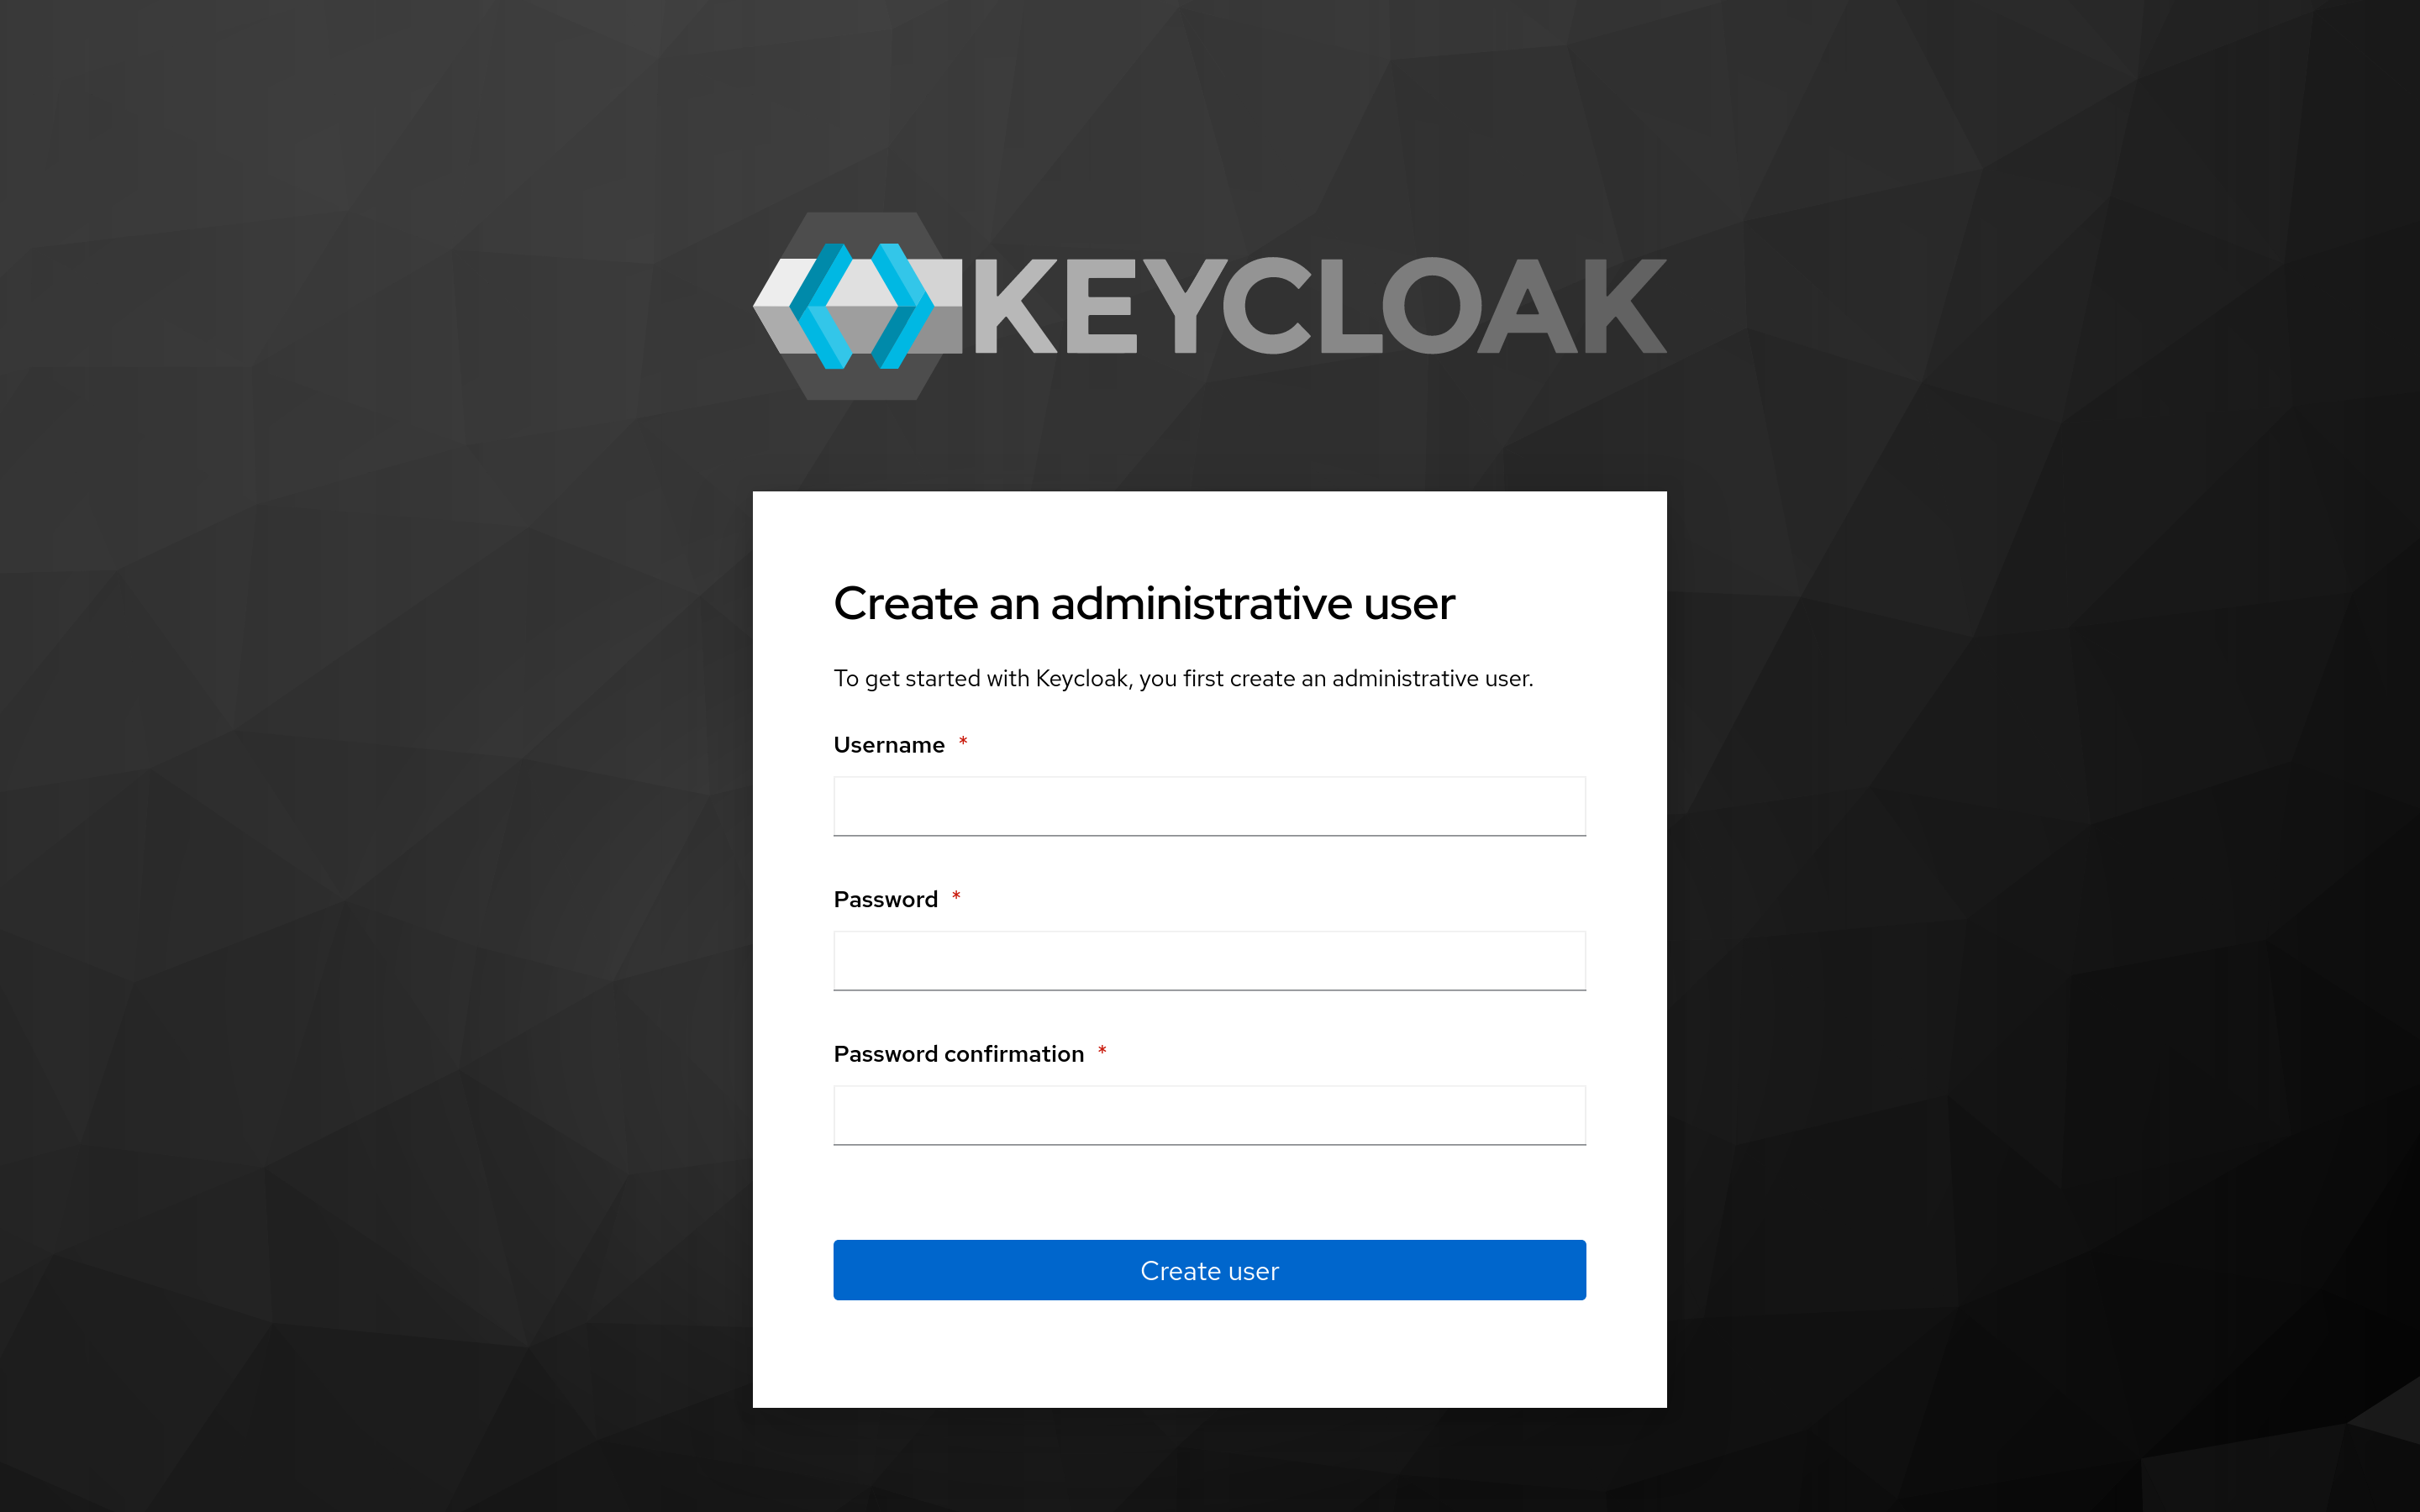 KEYCLOAK
Create an administrative user
To get started with Keycloak, you first create an administrative user.
Username *
Password *
Password confirmation *
Create user